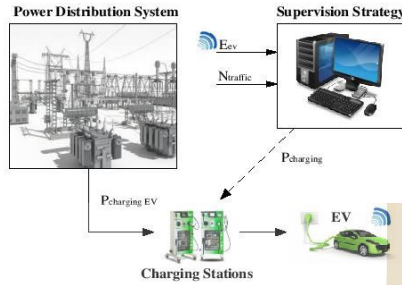 Power Distribution System
Supervision Strategy
Eev
Ntraffic
Pcharging
Pcharging EV
EV
Charging Stations